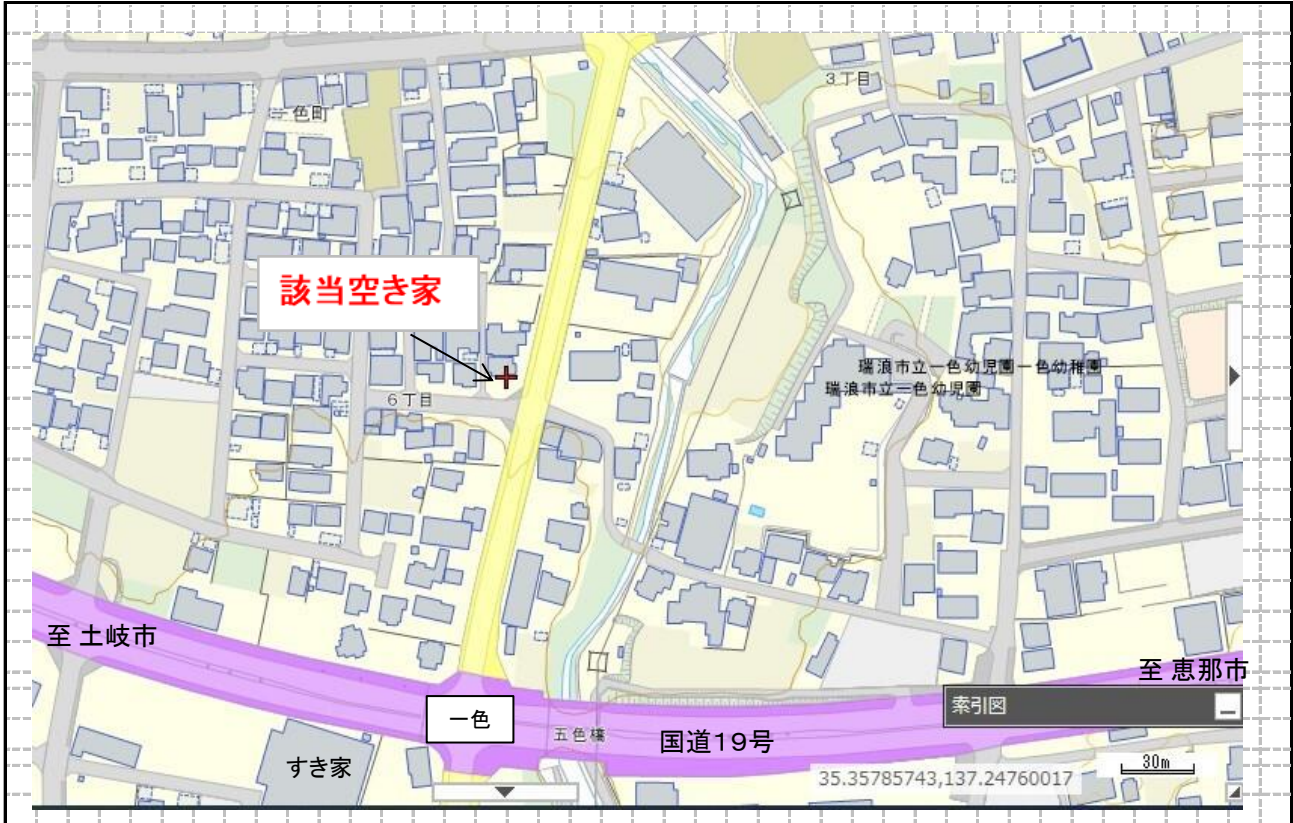 3丁目
一色町
該当空き家
瑞浪市立一色幼児園一色幼稚園
瑞浪市立一色幼児園
6丁目
至 土岐市
至 恵那市
索引図
一色
五色橋
国道19号
すき家
30m
35.35785743,137.24760017